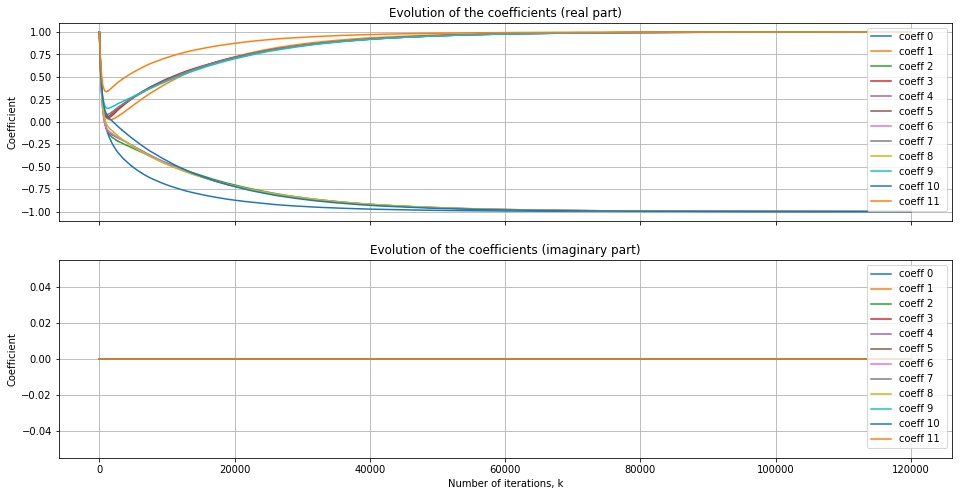 Evolution of the coefficients (real part)
1.00
0.75
0.50
0.25
0.00
−0.25
−0.50
−0.75
−1.00
Coefficient
coeff 0
coeff 1
coeff 2
coeff 3
coeff 4
coeff 5
coeff 6
coeff 7
coeff 8
coeff 9
coeff 10
coeff 11
Evolution of the coefficients (imaginary part)
0.04
0.02
0.00
−0.02
−0.04
Coefficient
coeff 0
coeff 1
coeff 2
coeff 3
coeff 4
coeff 5
coeff 6
coeff 7
coeff 8
coeff 9
coeff 10
coeff 11
0 20000 40000 60000 80000 100000 120000
Number of iterations, k